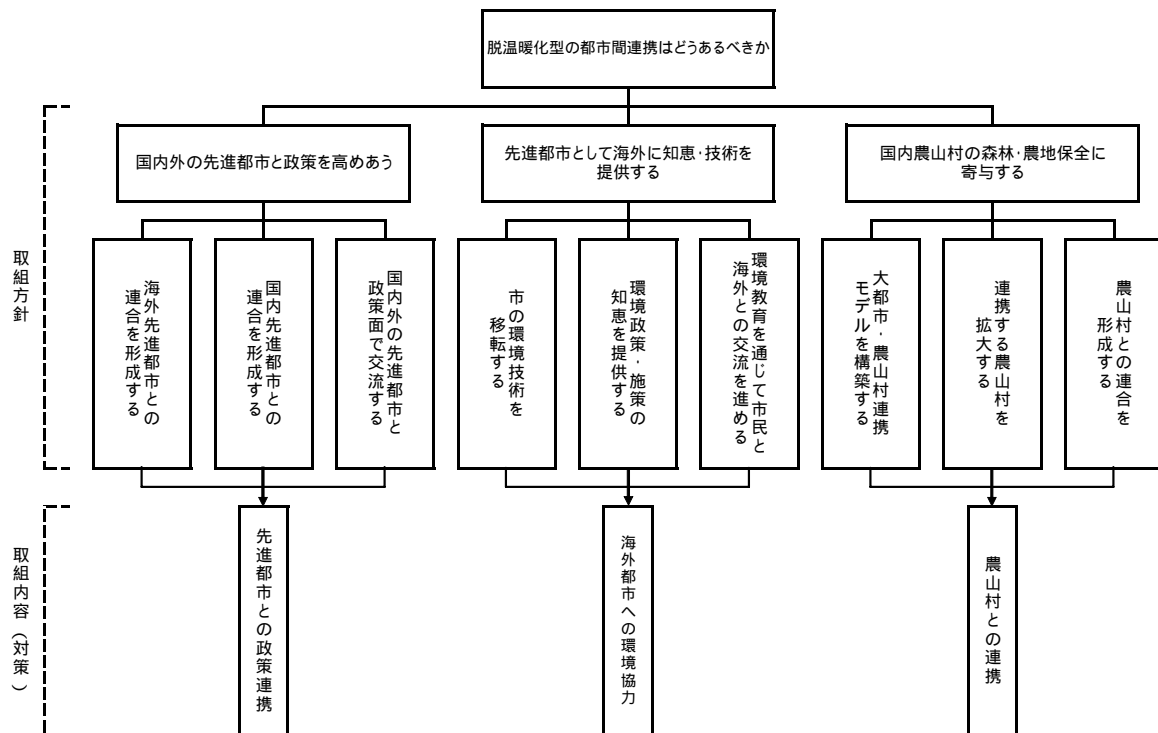 脱温暖化型の都市間連携はどうあるべきか
取組方針
国内外の先進都市と政策を高めあう
先進都市として海外に知恵・技術を
提供する
国内農山村の森林・農地保全に
寄与する
海外先進都市との
連合を形成する
国内先進都市との
連合を形成する
国内外の先進都市と
政策面で交流する
市の環境技術を
移転する
環境政策・施策の
知恵を提供する
環境教育を通じて市民と
海外との交流を進める
大都市・農山村連携
モデルを構築する
連携する農山村を
拡大する
農山村との連合を
形成する
取組内容(対策)
先進都市との政策連携
海外都市への環境協力
農山村との連携